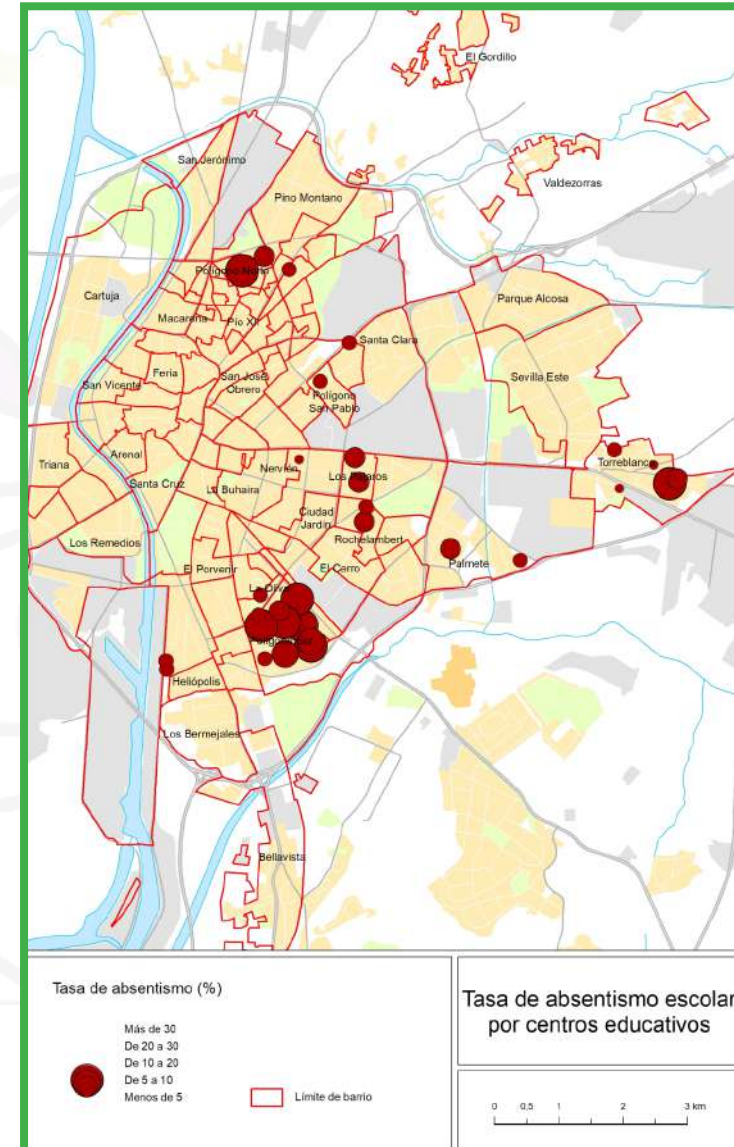 El Gordillo
San Jerónimo
Valdezorras
Pino Montano
Polígono Norte
Cartuja
Parque Alcosa
Macarena
Pío XII
Santa Clara
Feria
San Vicente
San José
Obrero
Sevilla Este
Polígono
San Pablo
Arenal
Triana
Nervión
Torreblanca
Los Pájaros
Santa Cruz
La Buhaira
Ciudad
Jardín
Los Remedios
Rochelambert
El Porvenir
El Cerro
Palmete
La Oliva
Heliópolis
Los Bermejales
Bellavista
Tasa de absentismo (%)
Más de 30
De 20 a 30
De 10 a 20
De 5 a 10
Menos de 5
Límite de barrio
Tasa de absentismo escolar
por centros educativos
0 0,5 1 2 3 km